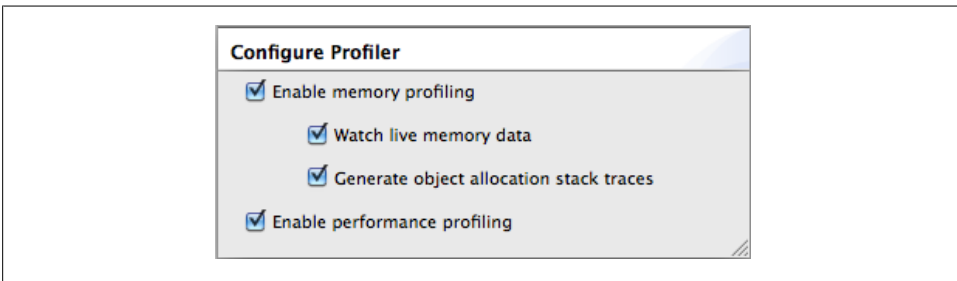 Configure Profiler
Enable memory profiling
Watch live memory data
Generate object allocation stack traces
Enable performance profiling